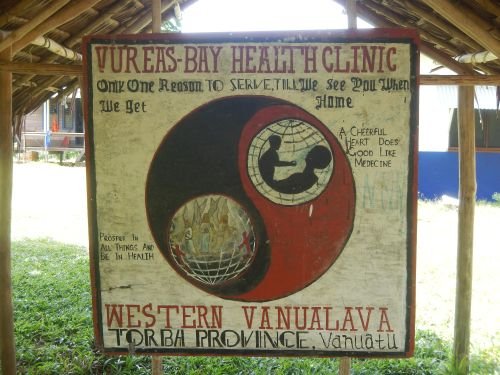 VUREAS-BAY HEALTH CLINIC
Only One Reason TO SERVE, TILL We See You When
We Get Home
A CHEERFUL
HEART DOES
GOOD LIKE
MEDECINE
PROSPER IN
ALL THINGS AND
BE IN HEALTH
WESTERN VANUALAVA
TORBA PROVINCE. Vanuatu